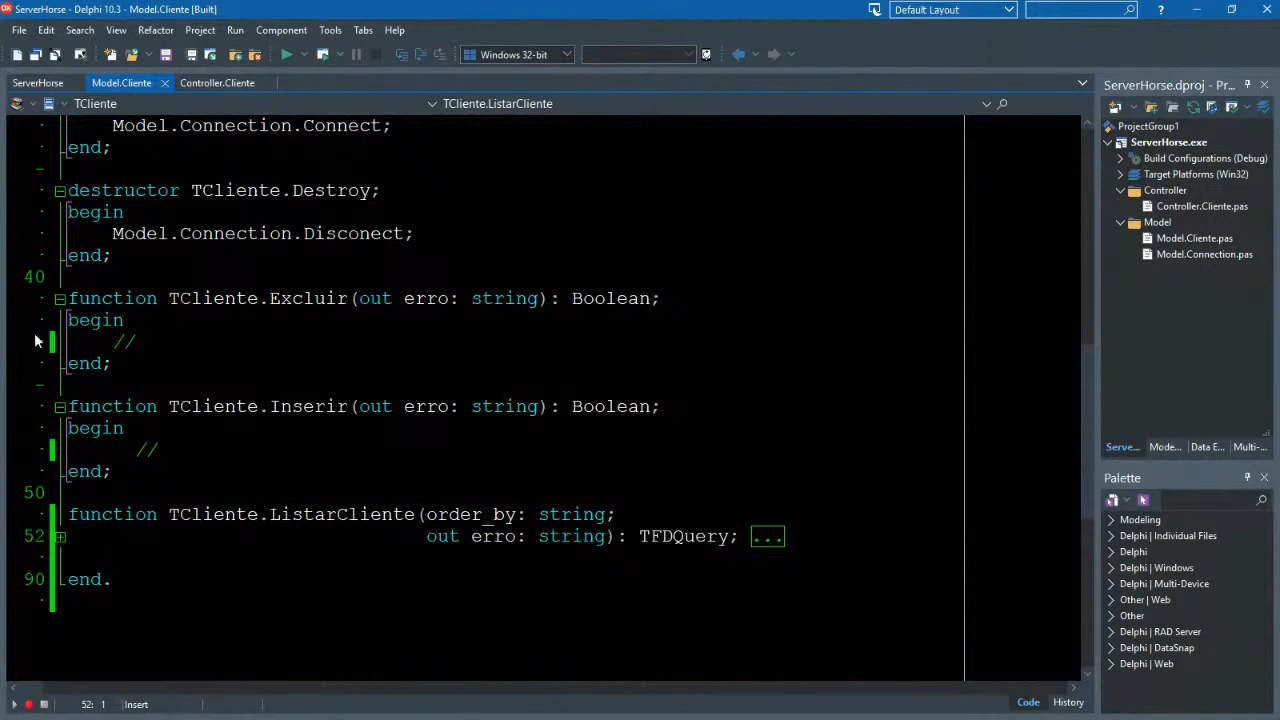 DX ServerHorse - Delphi 10.3 - Model.Cliente [Built]
Default Layout
?
File Edit Search View Refactor Project Run Component Tools Tabs Help
Windows 32-bit
ServerHorse Model.Cliente Controller.Cliente
TCliente TCliente.ListarCliente
Model.Connection.Connect;
end;
destructor TCliente.Destroy;
begin
Model.Connection.Disconect;
end;
40
function TCliente.Excluir(out erro: string): Boolean;
begin
//
end;
function TCliente.Inserir(out erro: string): Boolean;
begin
//
end;
50
function TCliente.ListarCliente(order_by: string;
52 out erro: string): TFDQuery; ...
90 end.
52: 1 Insert
Code History
ServerHorse.dproj - Pr...
ProjectGroup1
ServerHorse.exe
Build Configurations (Debug)
Target Platforms (Win32)
Controller
Controller.Cliente.pas
Model
Model.Cliente.pas
Model.Connection.pas
Serve... Mode... Data E... Multi-...
Palette
Modeling
Delphi | Individual Files
Delphi
Delphi | Windows
Delphi | Multi-Device
Other | Web
Other
Delphi | RAD Server
Delphi | DataSnap
Delphi | Web